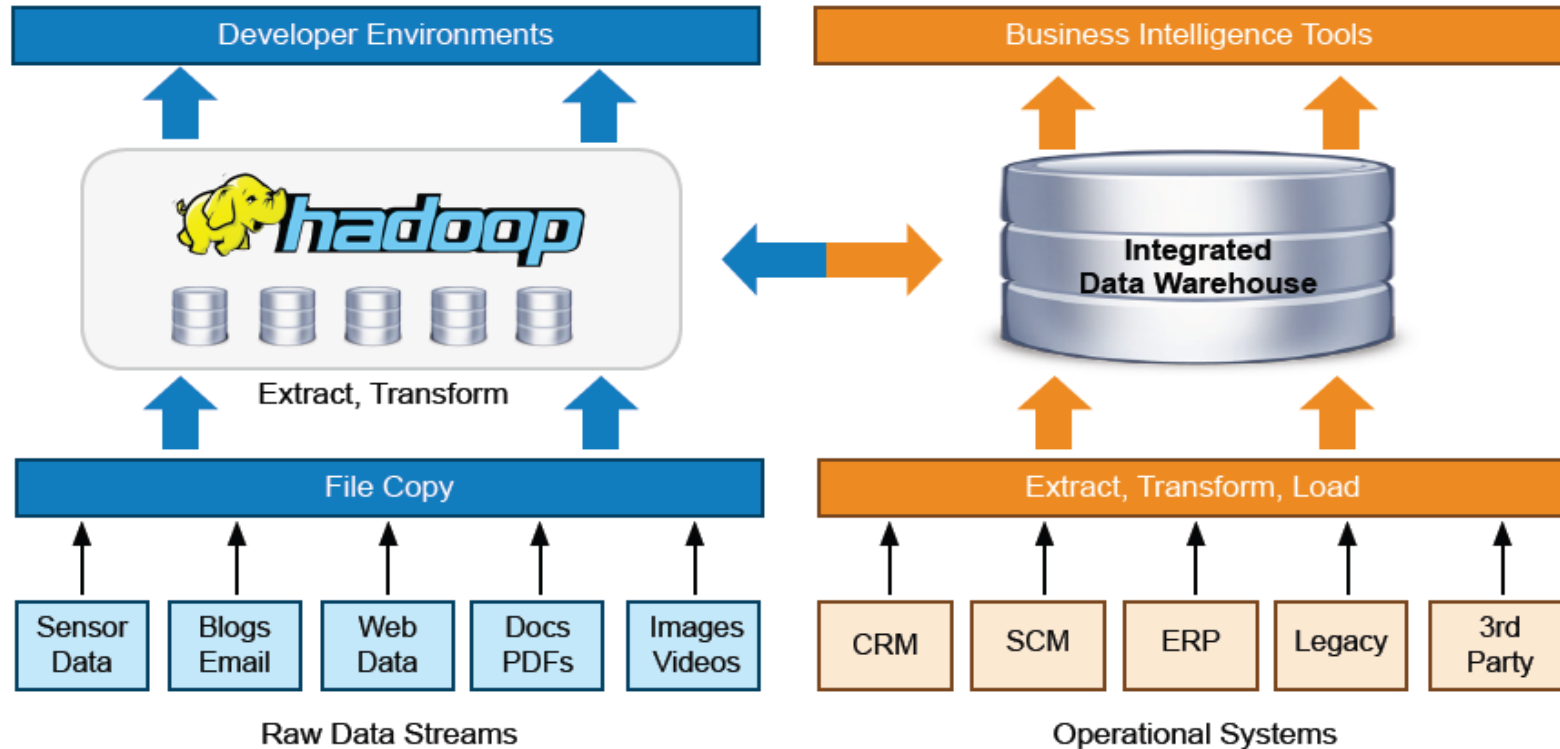 Developer Environments
Business Intelligence Tools
hadoop
Integrated
Data Warehouse
Extract, Transform
File Copy
Extract, Transform, Load
Sensor
Data
Blogs
Email
Web
Data
Docs
PDFs
Images
Videos
CRM
SCM
ERP
Legacy
3rd
Party
Raw Data Streams
Operational Systems